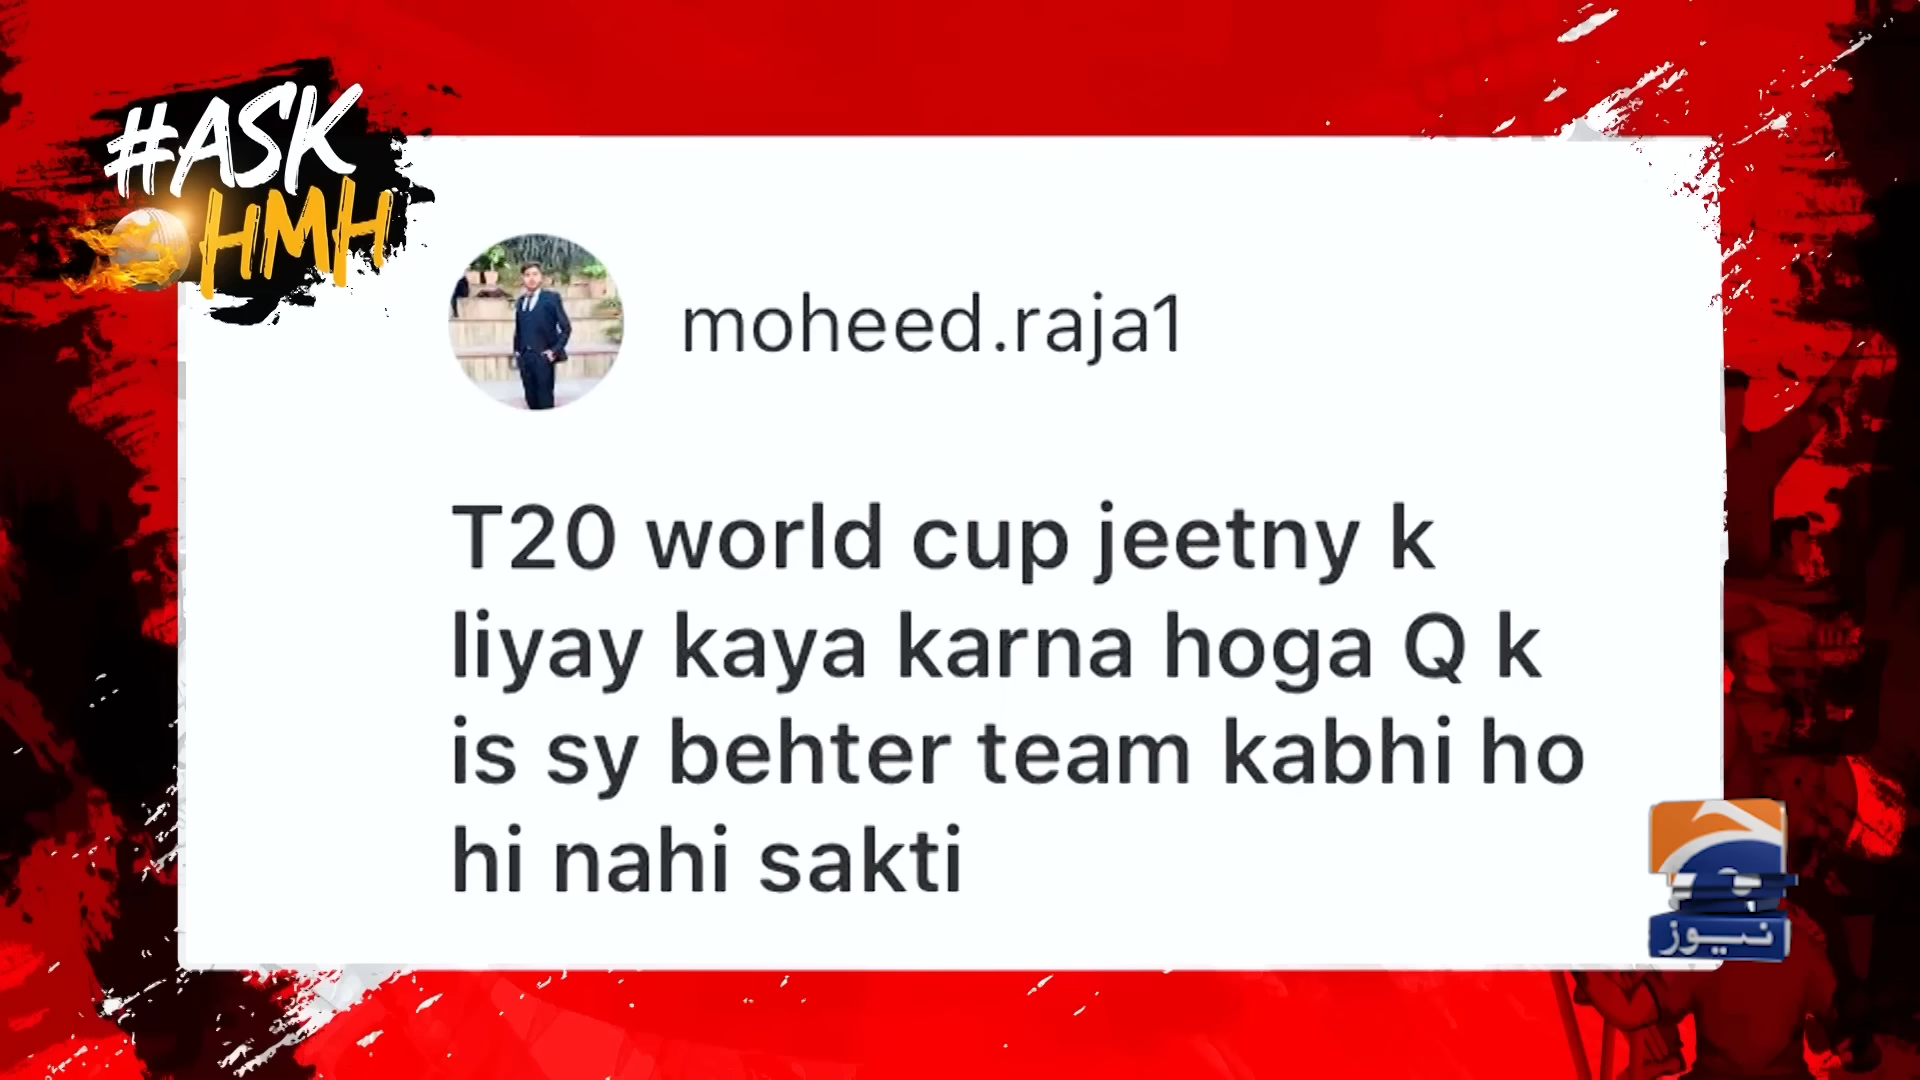 #ASK
HMH
moheed.raja1
T20 world cup jeetny k
liyay kaya karna hoga Q k
is sy behter team kabhi ho
hi nahi sakti
نیوز